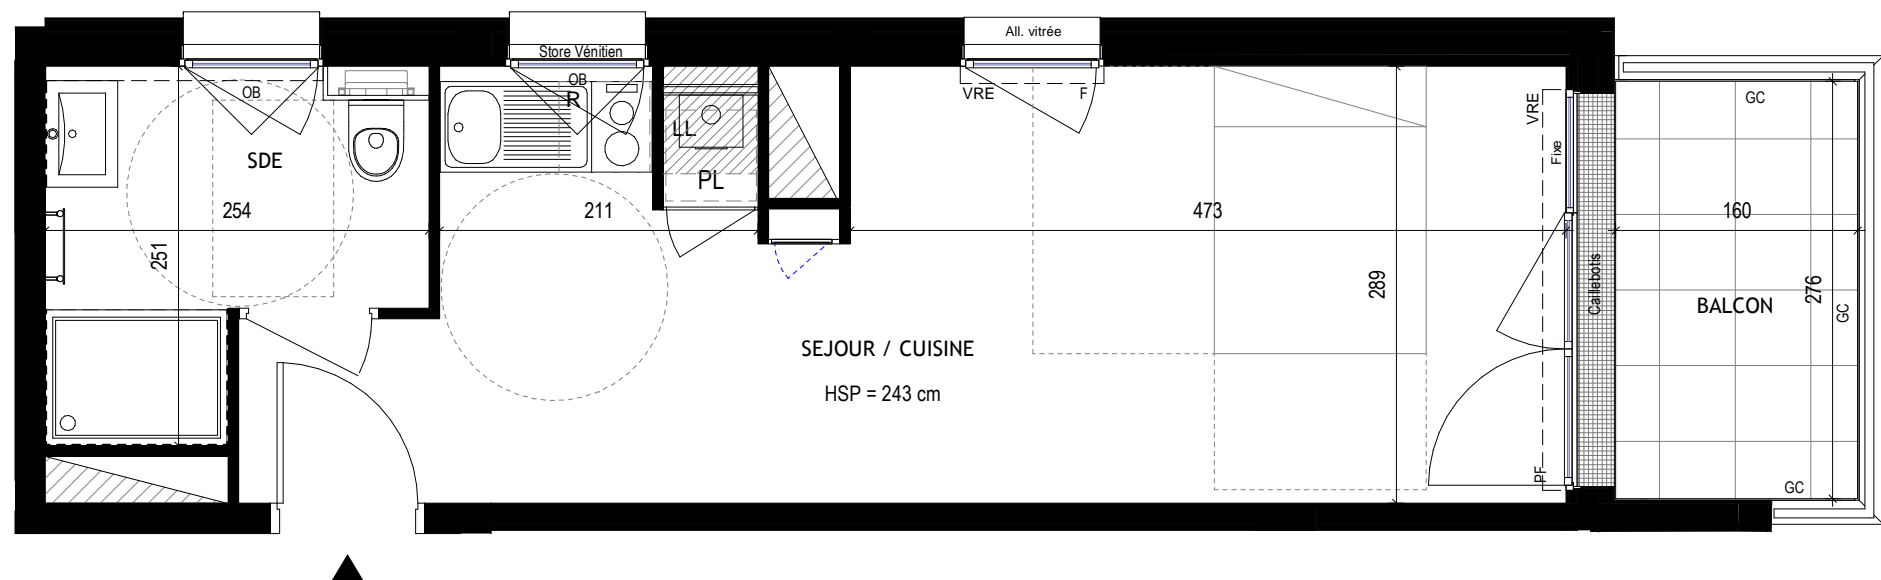 All. vitrée
Store Vénitien
OB
OB
R
VRE
F
VRE
GC
LL
Fixe
SDE
PL
254
211
473
160
251
289
Caillebotis
276
BALCON
GC
SEJOUR / CUISINE
HSP = 243 cm
PF
GC